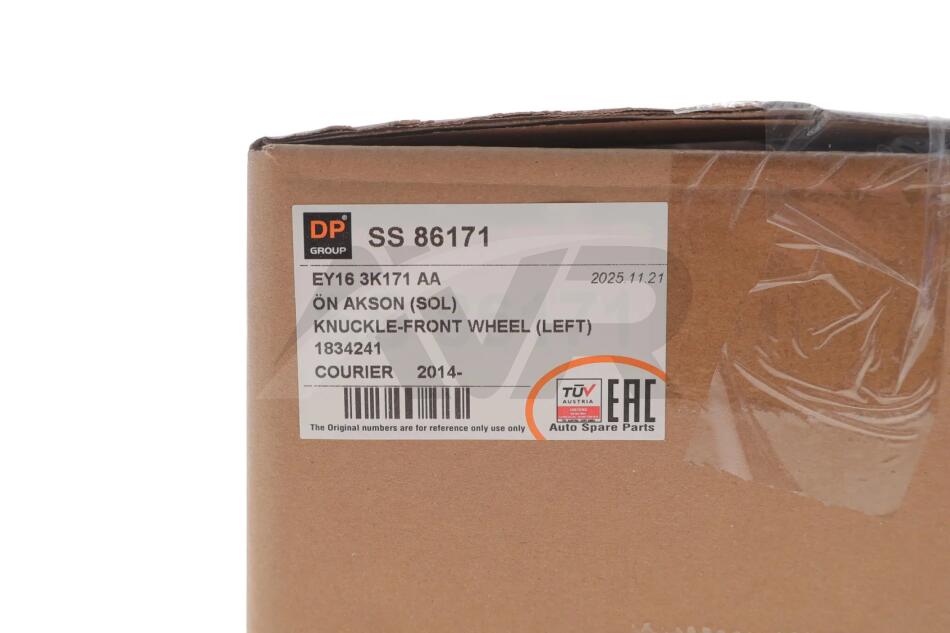 DP
GROUP
SS 86171
EY16 3K171 AA
2025.11.21
ÖN AKSON (SOL)
KNUCKLE-FRONT WHEEL (LEFT)
1834241
COURIER 2014-
The Original numbers are for reference only use only
TÜV
AUSTRIA
EAC
Auto Spare Parts
AVR